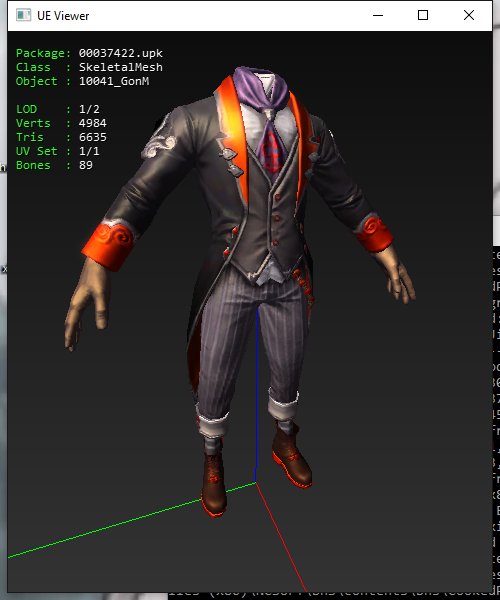 UE Viewer
Package: 00037422.upk
Class : SkeletalMesh
Object : 10041_GonM
LOD : 1/2
Verts : 4984
Tris : 6635
UV Set : 1/1
Bones : 89